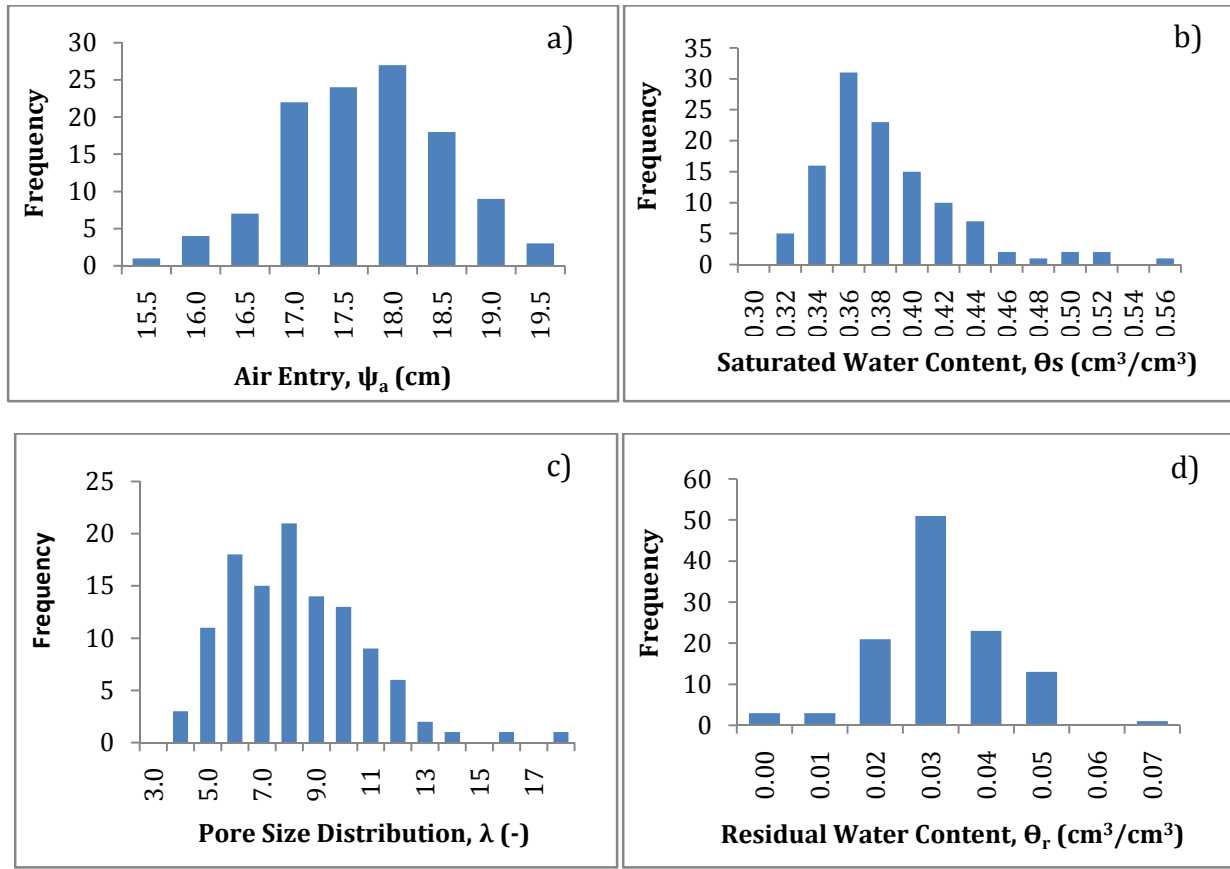 a)
Frequency
30
25
20
15
10
5
0
15.5 16.0 16.5 17.0 17.5 18.0 18.5 19.0 19.5
Air Entry, ψₐ (cm)
b)
Frequency
35
30
25
20
15
10
5
0
0.30 0.32 0.34 0.36 0.38 0.40 0.42 0.44 0.46 0.48 0.50 0.52 0.54 0.56
Saturated Water Content, Θs (cm³/cm³)
c)
Frequency
25
20
15
10
5
0
3.0 5.0 7.0 9.0 11 13 15 17
Pore Size Distribution, λ (-)
d)
Frequency
60
50
40
30
20
10
0
0.00 0.01 0.02 0.03 0.04 0.05 0.06 0.07
Residual Water Content, Θᵣ (cm³/cm³)